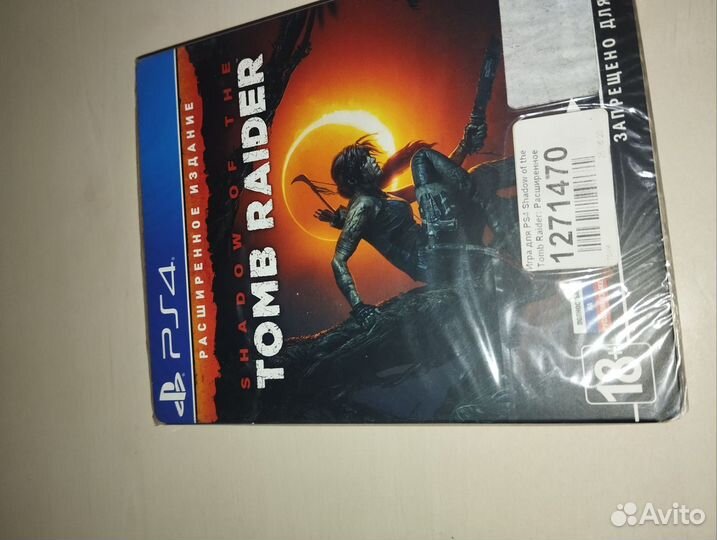 PS4
РАСШИРЕННОЕ ИЗДАНИЕ
SHADOW OF THE
TOMB RAIDER
Игра для PS4 Shadow of the
Tomb Raider: Расширенное
1271470
18+
ЗАПРЕЩЕНО ДЛЯ
Avito